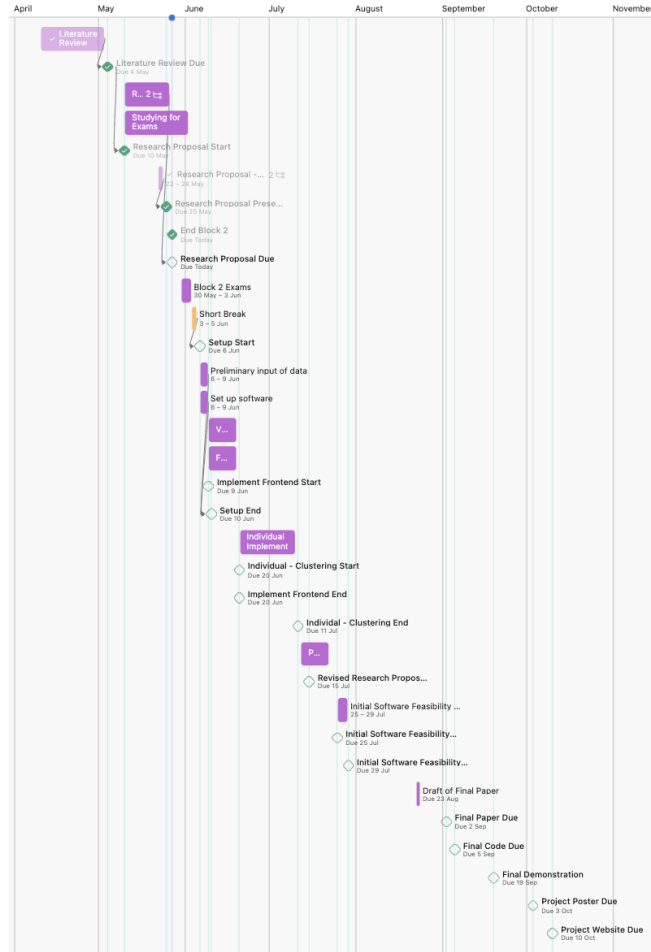 April May June July August September October November
Literature
Review
Literature Review Due
Due 4 May
R... 2
Studying for
Exams
Research Proposal Start
Due 10 May
Research Proposal -... 2
22 – 24 May
Research Proposal Prese...
Due 25 May
End Block 2
Due Today
Research Proposal Due
Due Today
Block 2 Exams
30 May – 3 Jun
Short Break
3 – 5 Jun
Setup Start
Due 6 Jun
Preliminary input of data
6 – 9 Jun
Set up software
6 – 9 Jun
V...
F...
Implement Frontend Start
Due 9 Jun
Setup End
Due 10 Jun
Individual
Implement
Individual - Clustering Start
Due 20 Jun
Implement Frontend End
Due 20 Jun
Individal - Clustering End
Due 11 Jul
P...
Revised Research Propos...
Due 15 Jul
Initial Software Feasibility ...
25 – 29 Jul
Initial Software Feasibility...
Due 25 Jul
Initial Software Feasibility...
Due 29 Jul
Draft of Final Paper
Due 23 Aug
Final Paper Due
Due 2 Sep
Final Code Due
Due 5 Sep
Final Demonstration
Due 19 Sep
Project Poster Due
Due 3 Oct
Project Website Due
Due 10 Oct